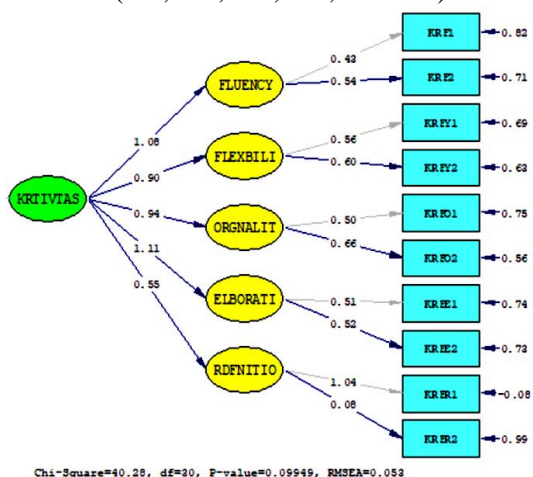 KRF1
0.82
0.43
FLUENCY
0.54
KRF2
0.71
KRFY1
0.69
1.08
0.56
FLEXBILI
0.60
KRFY2
0.63
0.90
KRTIVTAS
0.94
0.50
KRFO1
0.75
ORGNALIT
0.66
1.11
KRFO2
0.56
0.55
0.51
KREE1
0.74
ELBORATI
0.52
KREE2
0.73
RDFNITIO
1.04
KRER1
-0.08
0.08
KRER2
0.99
Chi-Square=40.28, df=30, P-value=0.09949, RMSEA=0.053